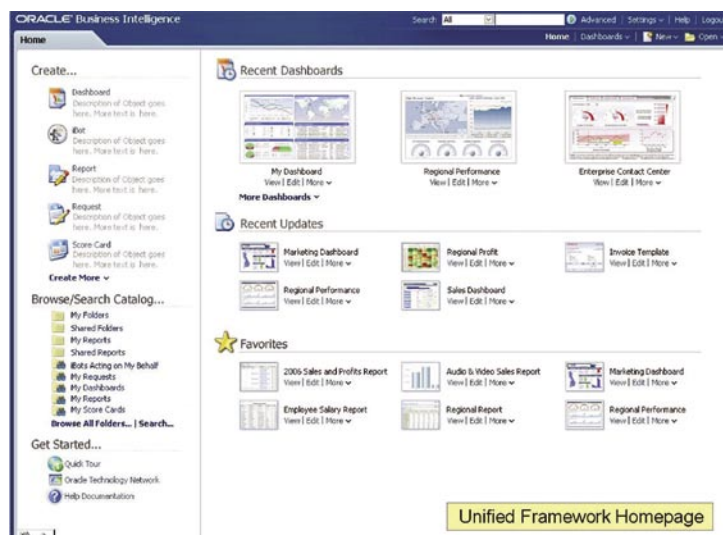 ORACLE Business Intelligence
Search All Advanced | Settings | Help | Logou
Home
Home | Dashboards | New Open
Create...
Dashboard
Description of Object goes
here. More text is here.
iBot
Description of Object goes
here. More text is here.
Report
Description of Object goes
here. More text is here.
Request
Description of Object goes
here. More text is here.
Score Card
Description of Object goes
here. More text is here.
Create More
Browse/Search Catalog...
My Folders
Shared Folders
My Reports
Shared Reports
iBots Acting on My Behalf
My Requests
My Dashboards
My Reports
My Score Cards
Browse All Folders... | Search...
Get Started...
Quick Tour
Oracle Technology Network
Help Documentation
Recent Dashboards
My Dashboard
View | Edit | More
Regional Performance
View | Edit | More
Enterprise Contact Center
View | Edit | More
More Dashboards
Recent Updates
Marketing Dashboard
View | Edit | More
Regional Profit
View | Edit | More
Invoice Template
View | Edit | More
Regional Performance
View | Edit | More
Sales Dashboard
View | Edit | More
Favorites
2006 Sales and Profits Report
View | Edit | More
Audio & Video Sales Report
View | Edit | More
Marketing Dashboard
View | Edit | More
Employee Salary Report
View | Edit | More
Regional Report
View | Edit | More
Regional Performance
View | Edit | More
Unified Framework Homepage